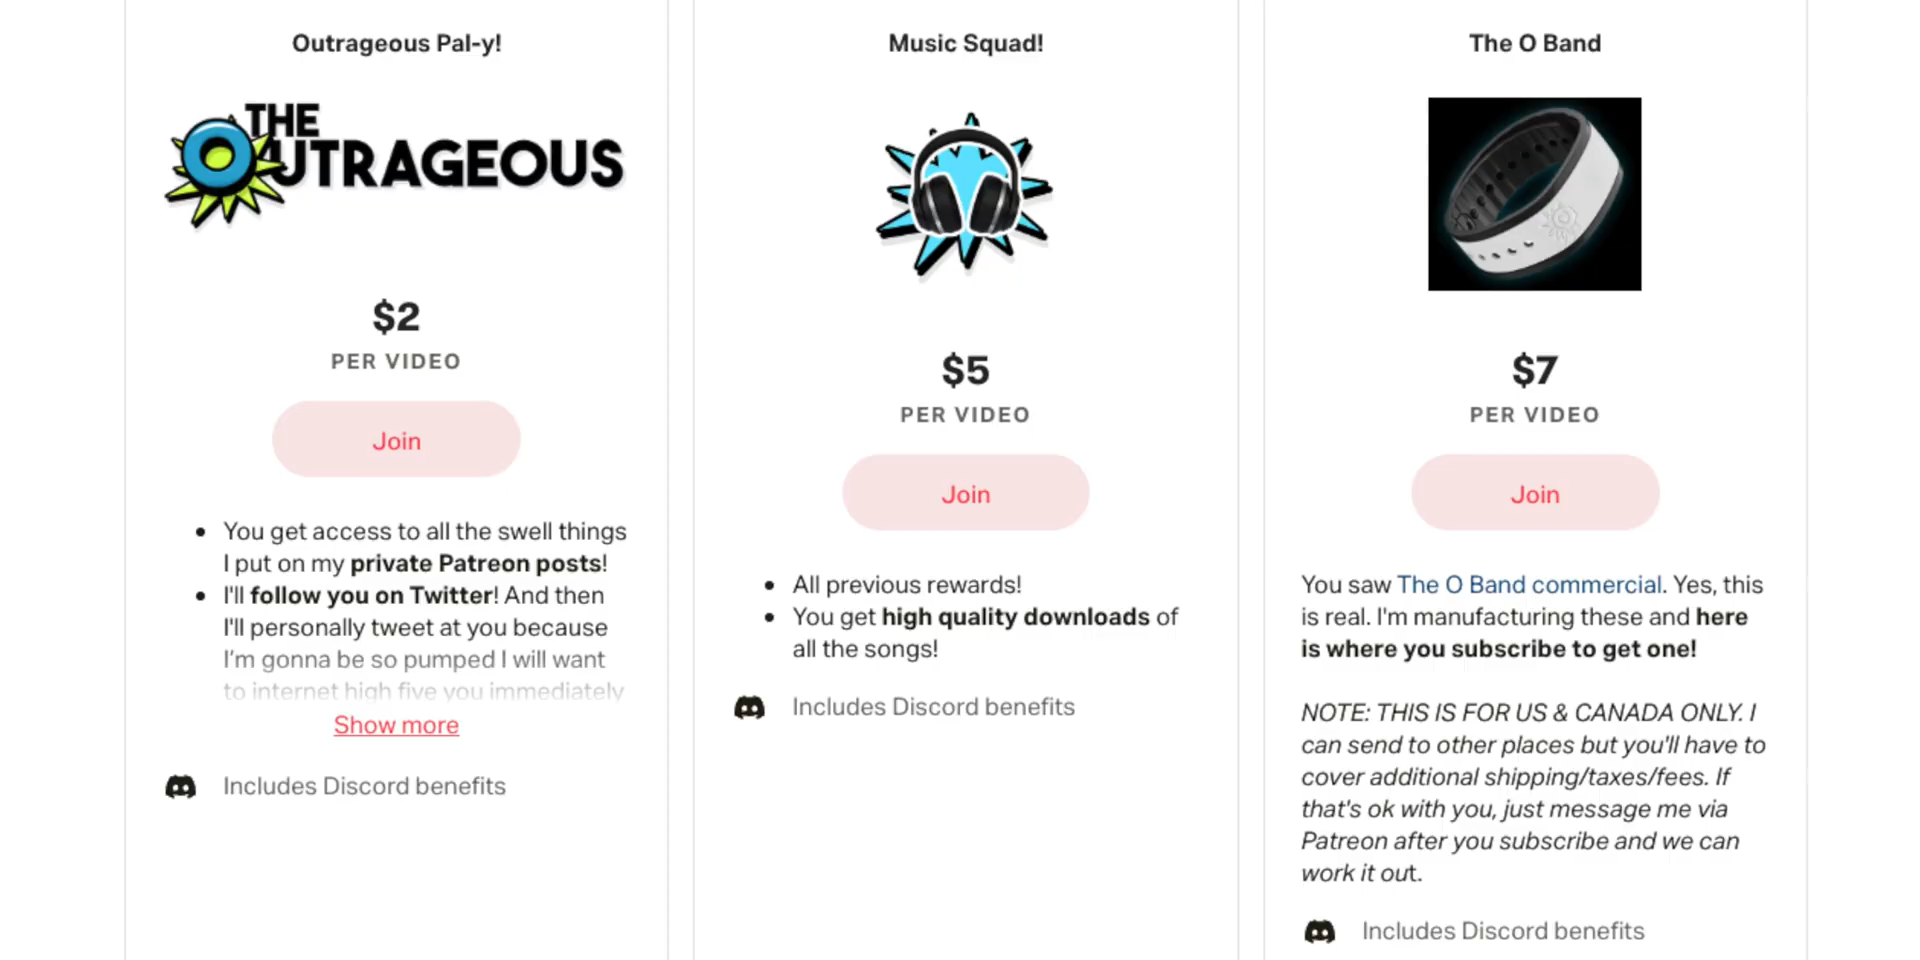 Outrageous Pal-y!
THE
OUTRAGEOUS
$2
PER VIDEO
Join
• You get access to all the swell things
I put on my private Patreon posts!
• I'll follow you on Twitter! And then
I'll personally tweet at you because
I'm gonna be so pumped I will want
to internet high five you immediately
Show more
Includes Discord benefits
Music Squad!
$5
PER VIDEO
Join
• All previous rewards!
• You get high quality downloads of
all the songs!
Includes Discord benefits
The O Band
$7
PER VIDEO
Join
You saw The O Band commercial. Yes, this
is real. I'm manufacturing these and here
is where you subscribe to get one!
NOTE: THIS IS FOR US & CANADA ONLY. I
can send to other places but you'll have to
cover additional shipping/taxes/fees. If
that's ok with you, just message me via
Patreon after you subscribe and we can
work it out.
Includes Discord benefits